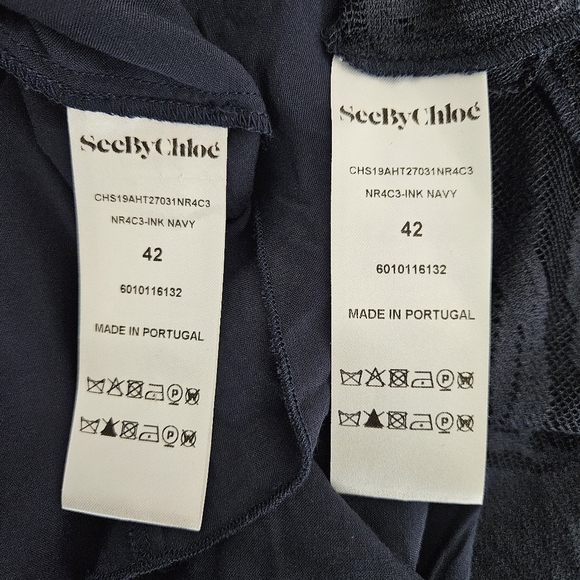 SeeByChloé
CHS19AHT27031NR4C3
NR4C3-INK NAVY
42
6010116132
MADE IN PORTUGAL
P
P
SeeByChloé
CHS19AHT27031NR4C3
NR4C3-INK NAVY
42
6010116132
MADE IN PORTUGAL
P
P